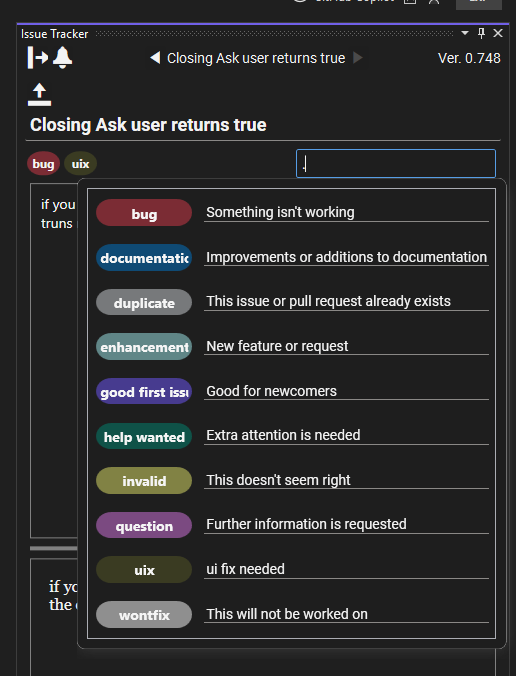 GitHub Copilot
Issue Tracker
Closing Ask user returns true
Ver. 0.748
Closing Ask user returns true
bug uix
.
if you
truns
bug Something isn't working
documentatic Improvements or additions to documentation
duplicate This issue or pull request already exists
enhancement New feature or request
good first issu Good for newcomers
help wanted Extra attention is needed
invalid This doesn't seem right
question Further information is requested
uix ui fix needed
wontfix This will not be worked on
if yo
the